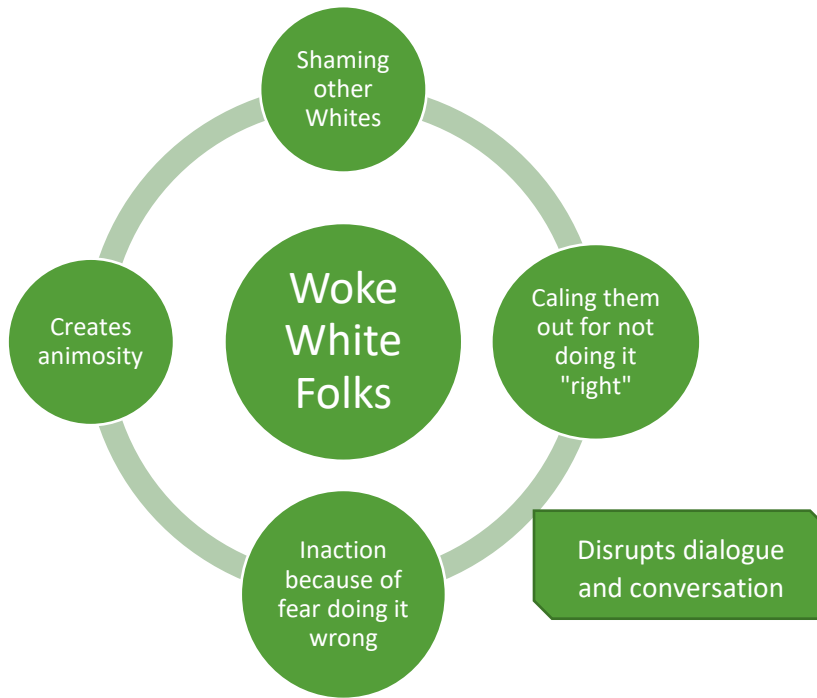 Shaming
other
Whites
Woke
White
Folks
Caling them
out for not
doing it
"right"
Disrupts dialogue
and conversation
Inaction
because of
fear doing it
wrong
Creates
animosity